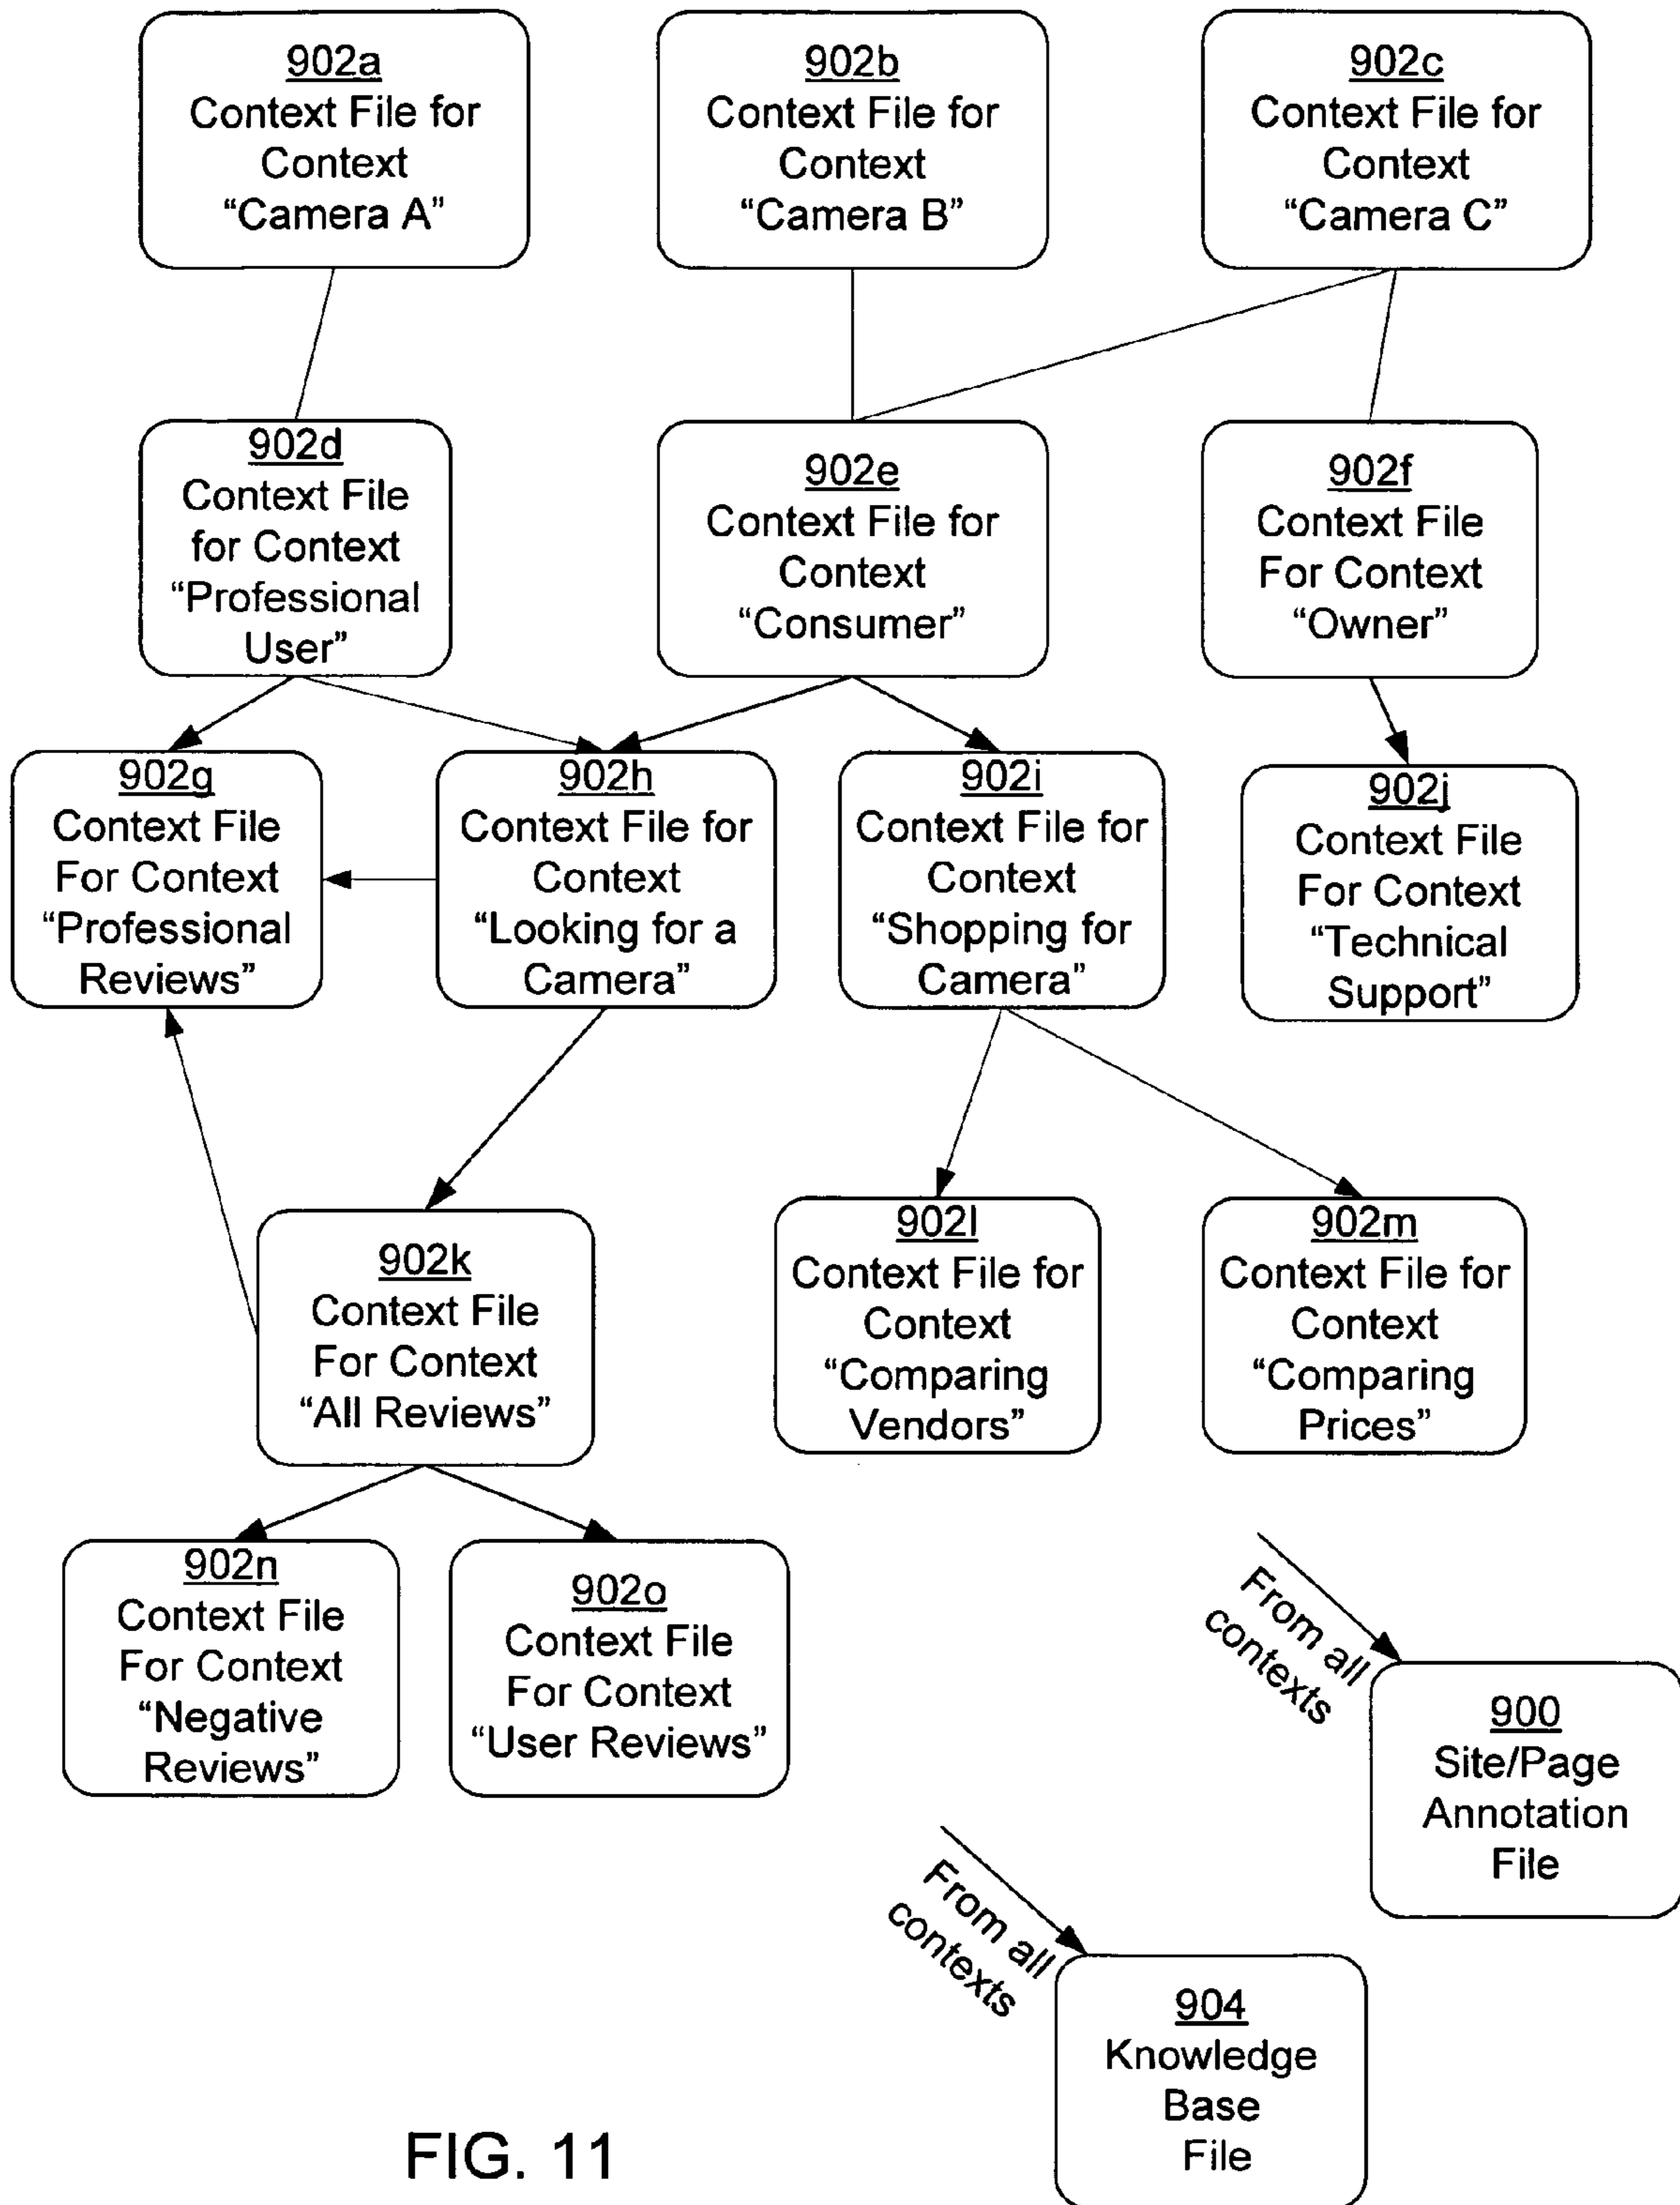 902a
Context File for
Context
“Camera A”
902b
Context File for
Context
“Camera B”
902c
Context File for
Context
“Camera C”
902d
Context File
for Context
“Professional
User”
902e
Context File for
Context
“Consumer”
902f
Context File
For Context
“Owner”
902g
Context File
For Context
“Professional
Reviews”
902h
Context File for
Context
“Looking for a
Camera”
902i
Context File for
Context
“Shopping for
Camera”
902j
Context File
For Context
“Technical
Support”
902k
Context File
For Context
“All Reviews”
902l
Context File for
Context
“Comparing
Vendors”
902m
Context File for
Context
“Comparing
Prices”
902n
Context File
For Context
“Negative
Reviews”
902o
Context File
For Context
“User Reviews”
From all
contexts
900
Site/Page
Annotation
File
From all
contexts
904
Knowledge
Base
File
FIG. 11